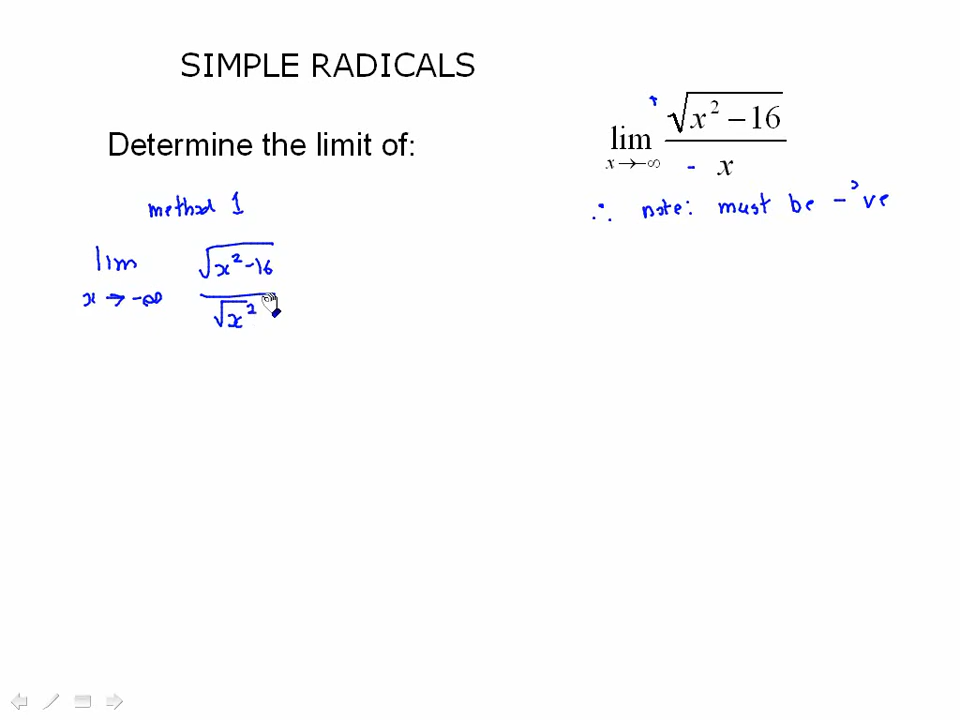 SIMPLE RADICALS
Determine the limit of:
lim x→-∞ √(x² − 16) / x
∴ note: must be -'ve
method 1
lim x→-∞ √(x² - 16) / √x²